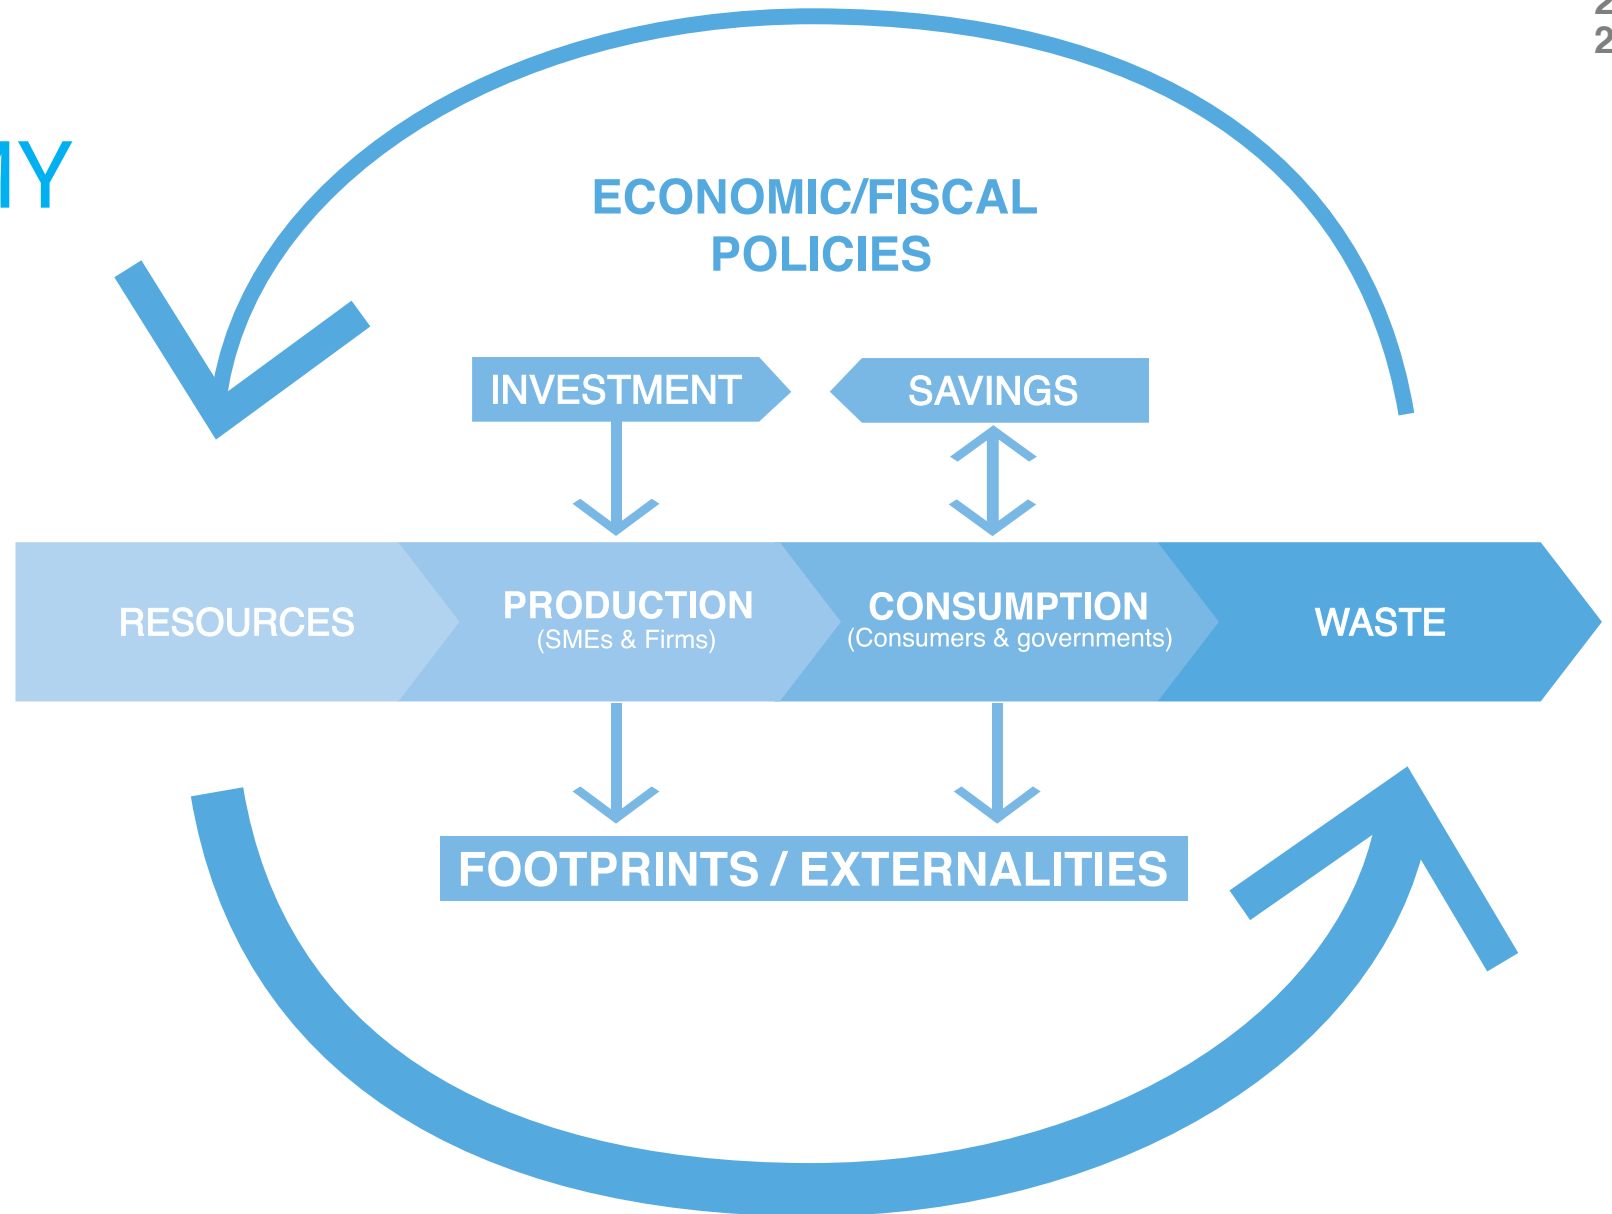 MY
ECONOMIC/FISCAL
POLICIES
INVESTMENT
SAVINGS
RESOURCES
PRODUCTION
(SMEs & Firms)
CONSUMPTION
(Consumers & governments)
WASTE
FOOTPRINTS / EXTERNALITIES